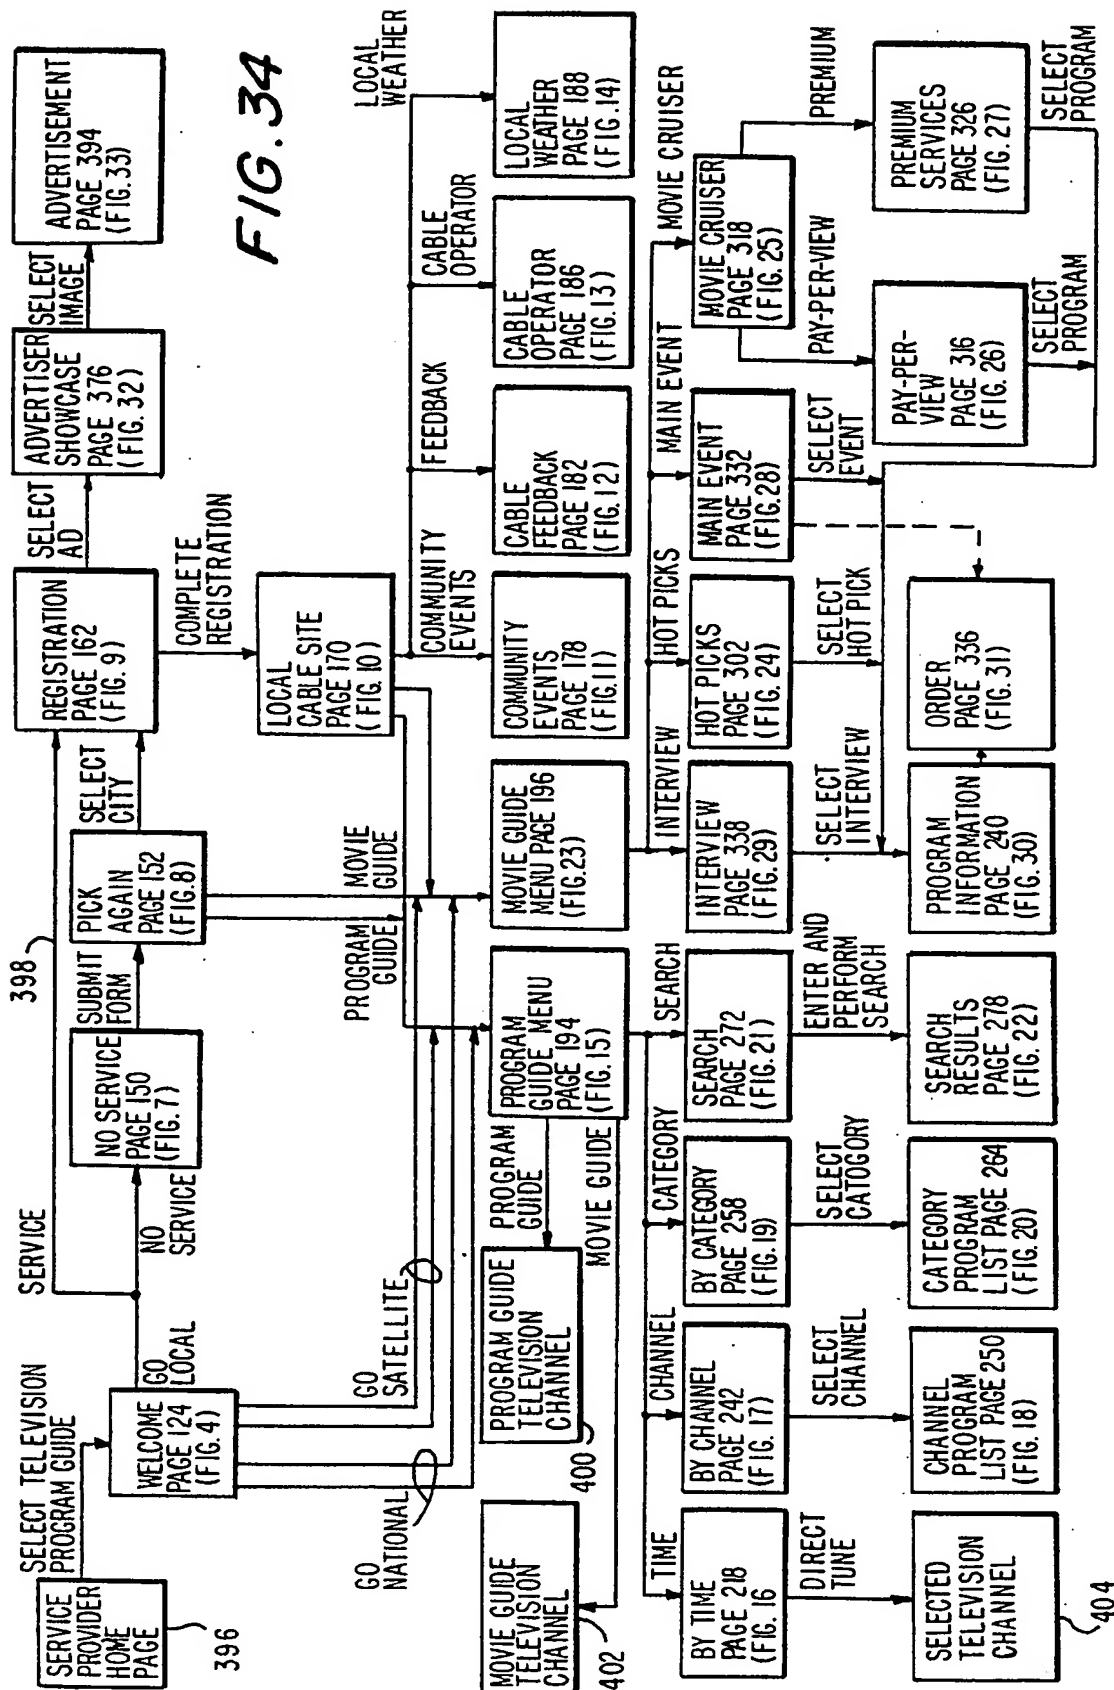 FIG. 34
SELECT TELEVISION
PROGRAM GUIDE
SERVICE
PROVIDER
HOME
PAGE
396
WELCOME
PAGE 124
(FIG. 4)
GO LOCAL
SERVICE
NO SERVICE
398
NO SERVICE
PAGE 150
(FIG. 7)
SUBMIT
FORM
PICK
AGAIN
PAGE 152
(FIG. 8)
SELECT
CITY
REGISTRATION
PAGE 162
(FIG. 9)
SELECT
AD
ADVERTISER
SHOWCASE
PAGE 376
(FIG. 32)
SELECT
IMAGE
ADVERTISEMENT
PAGE 394
(FIG. 33)
COMPLETE
REGISTRATION
LOCAL
CABLE SITE
PAGE 170
(FIG. 10)
GO
NATIONAL
GO
SATELLITE
PROGRAM
GUIDE
MOVIE
GUIDE
COMMUNITY
EVENTS
FEEDBACK
CABLE
OPERATOR
LOCAL
WEATHER
MOVIE GUIDE
TELEVISION
CHANNEL
402
PROGRAM GUIDE
TELEVISION
CHANNEL
400
PROGRAM
GUIDE
MOVIE GUIDE
PROGRAM
GUIDE MENU
PAGE 194
(FIG. 15)
MOVIE GUIDE
MENU PAGE 196
(FIG. 23)
COMMUNITY
EVENTS
PAGE 178
(FIG. 11)
CABLE
FEEDBACK
PAGE 182
(FIG. 12)
CABLE
OPERATOR
PAGE 186
(FIG. 13)
LOCAL
WEATHER
PAGE 188
(FIG. 14)
TIME
CHANNEL
CATEGORY
SEARCH
INTERVIEW
HOT PICKS
MAIN EVENT
MOVIE CRUISER
BY TIME
PAGE 218
(FIG. 16
BY CHANNEL
PAGE 242
(FIG. 17)
BY CATEGORY
PAGE 258
(FIG. 19)
SEARCH
PAGE 272
(FIG. 21)
INTERVIEW
PAGE 338
(FIG. 29)
HOT PICKS
PAGE 302
(FIG. 24)
MAIN EVENT
PAGE 332
(FIG. 28)
MOVIE CRUISER
PAGE 318
(FIG. 25)
PAY-PER-VIEW
PREMIUM
DIRECT
TUNE
SELECT
CHANNEL
SELECT
CATOGORY
ENTER AND
PERFORM
SEARCH
SELECT
INTERVIEW
SELECT
HOT PICK
SELECT
EVENT
PAY-PER-
VIEW
PAGE 316
(FIG. 26)
PREMIUM
SERVICES
PAGE 326
(FIG. 27)
SELECT
PROGRAM
SELECT
PROGRAM
SELECTED
TELEVISION
CHANNEL
404
CHANNEL
PROGRAM
LIST PAGE 250
(FIG. 18)
CATEGORY
PROGRAM
LIST PAGE 264
(FIG. 20)
SEARCH
RESULTS
PAGE 278
(FIG. 22)
PROGRAM
INFORMATION
PAGE 240
(FIG. 30)
ORDER
PAGE 336
(FIG. 31)